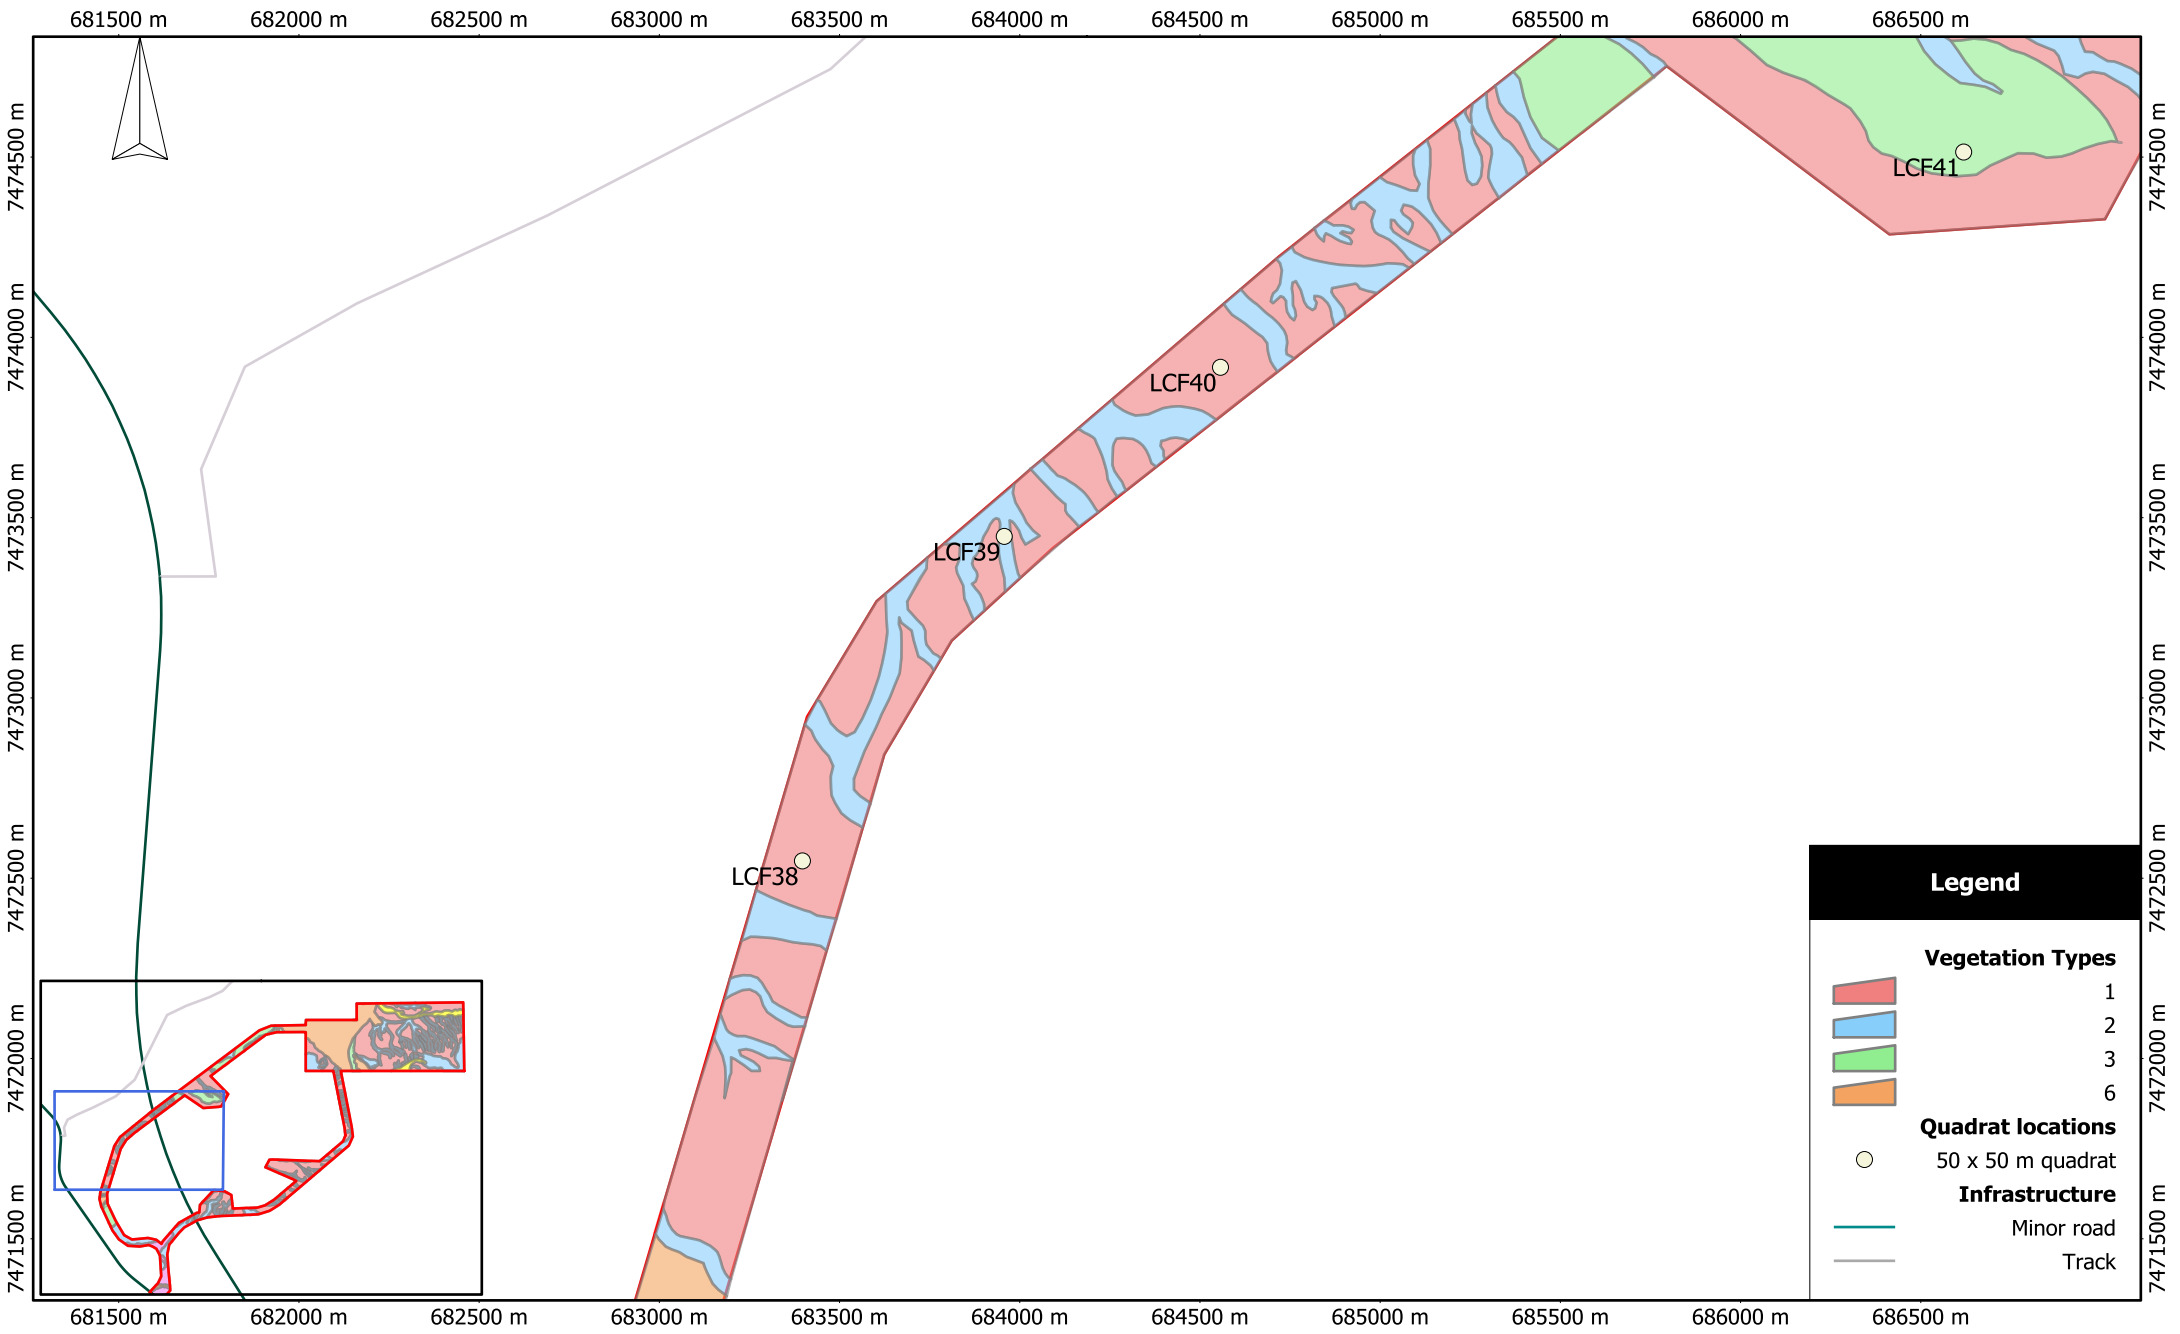 681500 m 682000 m 682500 m 683000 m 683500 m 684000 m 684500 m 685000 m 685500 m 686000 m 686500 m
7474500 m 7474500 m
LCF41
7474000 m 7474000 m
LCF40
7473500 m 7473500 m
LCF39
7473000 m 7473000 m
LCF38
7472500 m 7472500 m
Legend
Vegetation Types
1
2
3
6
7472000 m 7472000 m
Quadrat locations
50 x 50 m quadrat
Infrastructure
Minor road
Track
7471500 m 7471500 m
681500 m 682000 m 682500 m 683000 m 683500 m 684000 m 684500 m 685000 m 685500 m 686000 m 686500 m